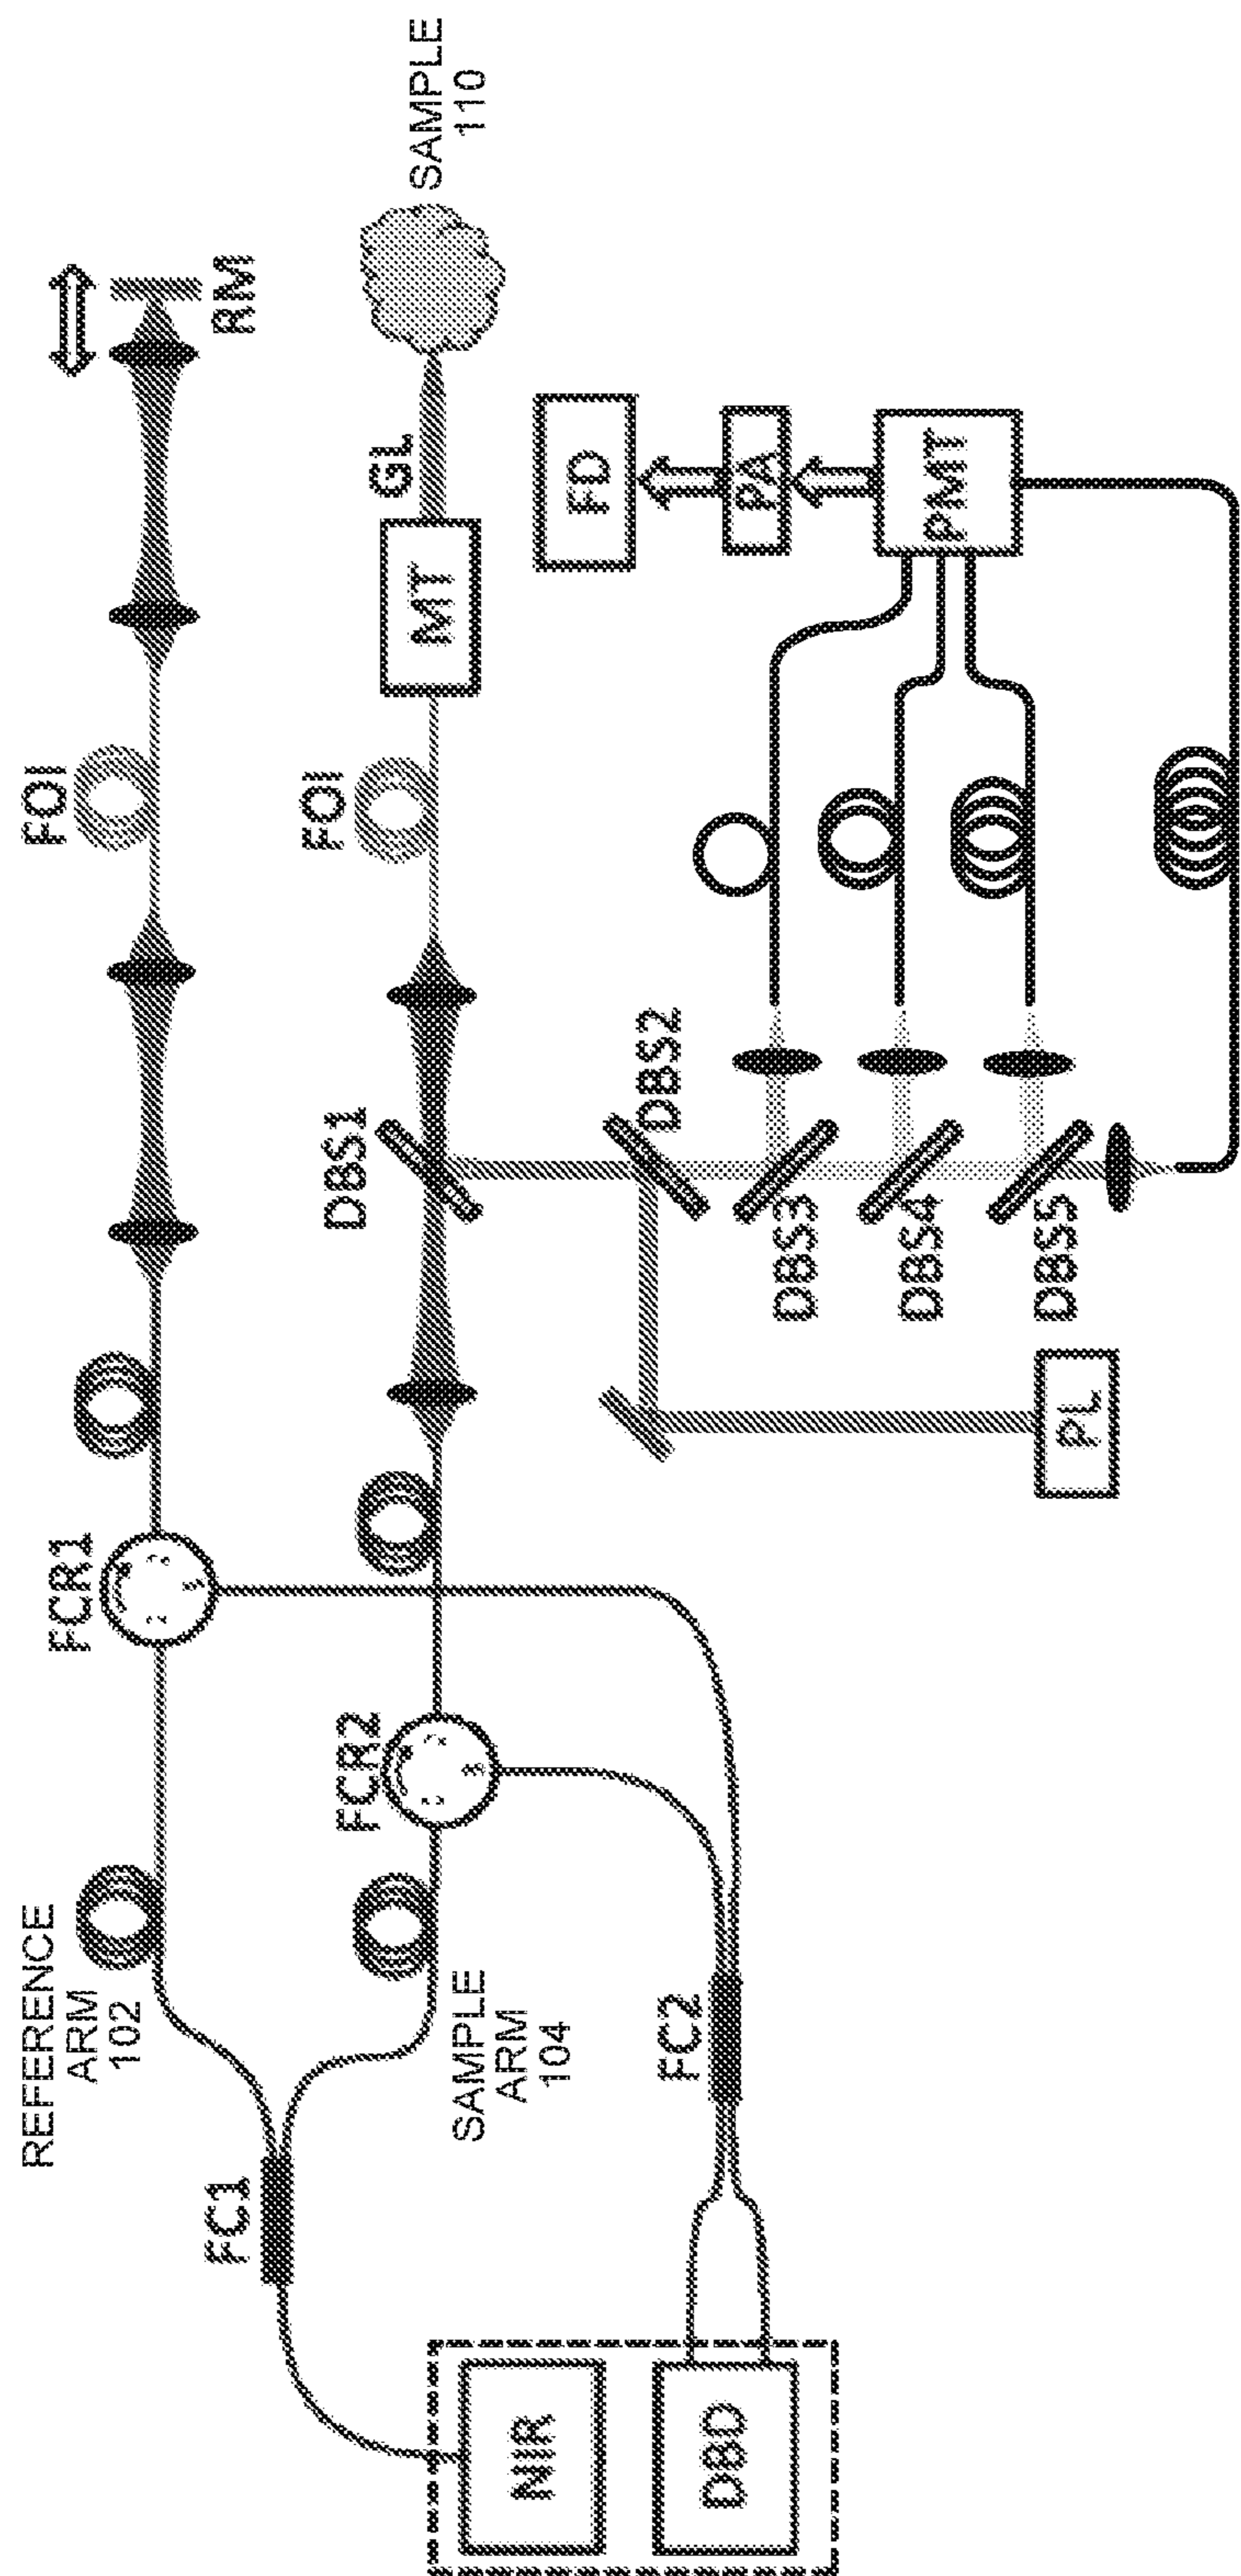 REFERENCE
ARM
102
FCR1
FOI
RM
FC1
SAMPLE
ARM
104
FCR2
DBS1
FOI
MT
GL
SAMPLE
110
NIR
DBD
FC2
DBS2
DBS3
DBS4
DBS5
PL
FD
PA
PMT